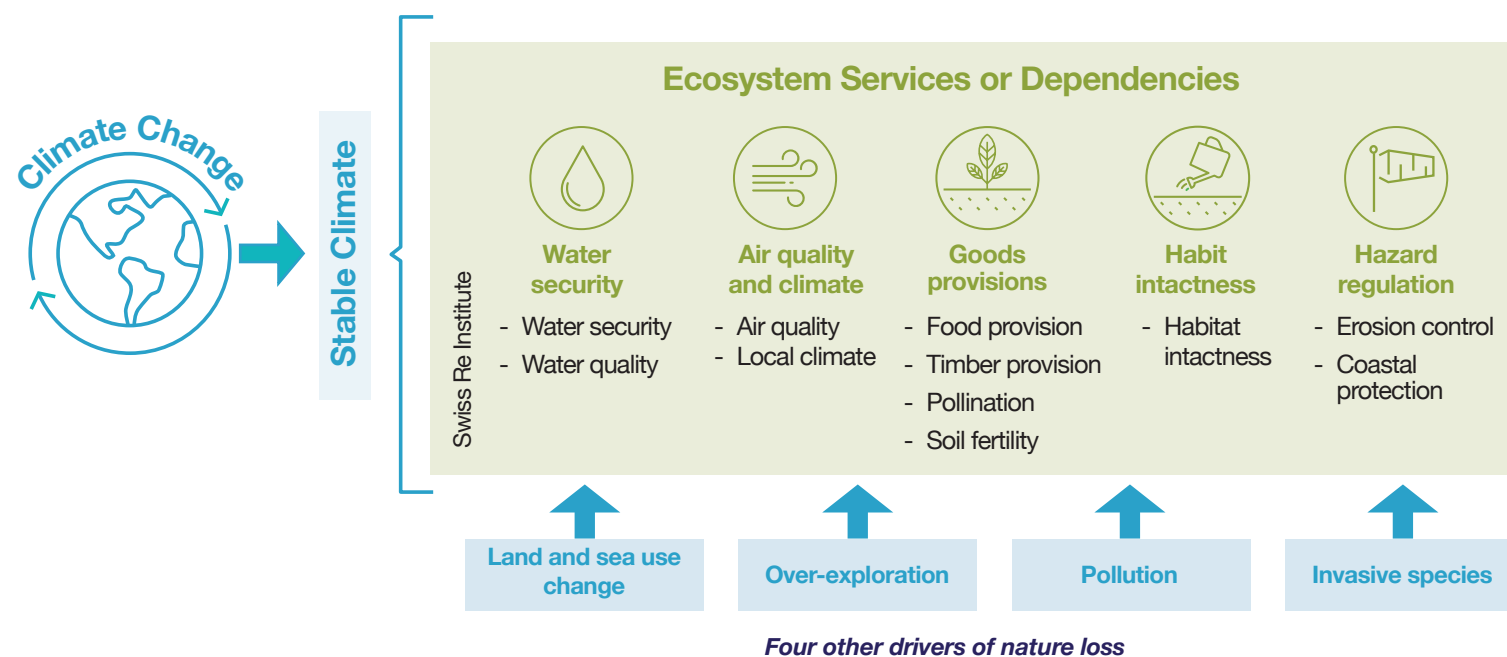 Climate Change
Stable Climate
Swiss Re Institute
Ecosystem Services or Dependencies
Water
security
- Water security
- Water quality
Air quality
and climate
- Air quality
- Local climate
Goods
provisions
- Food provision
- Timber provision
- Pollination
- Soil fertility
Habit
intactness
- Habitat
intactness
Hazard
regulation
- Erosion control
- Coastal
protection
Land and sea use
change
Over-exploration
Pollution
Invasive species
Four other drivers of nature loss